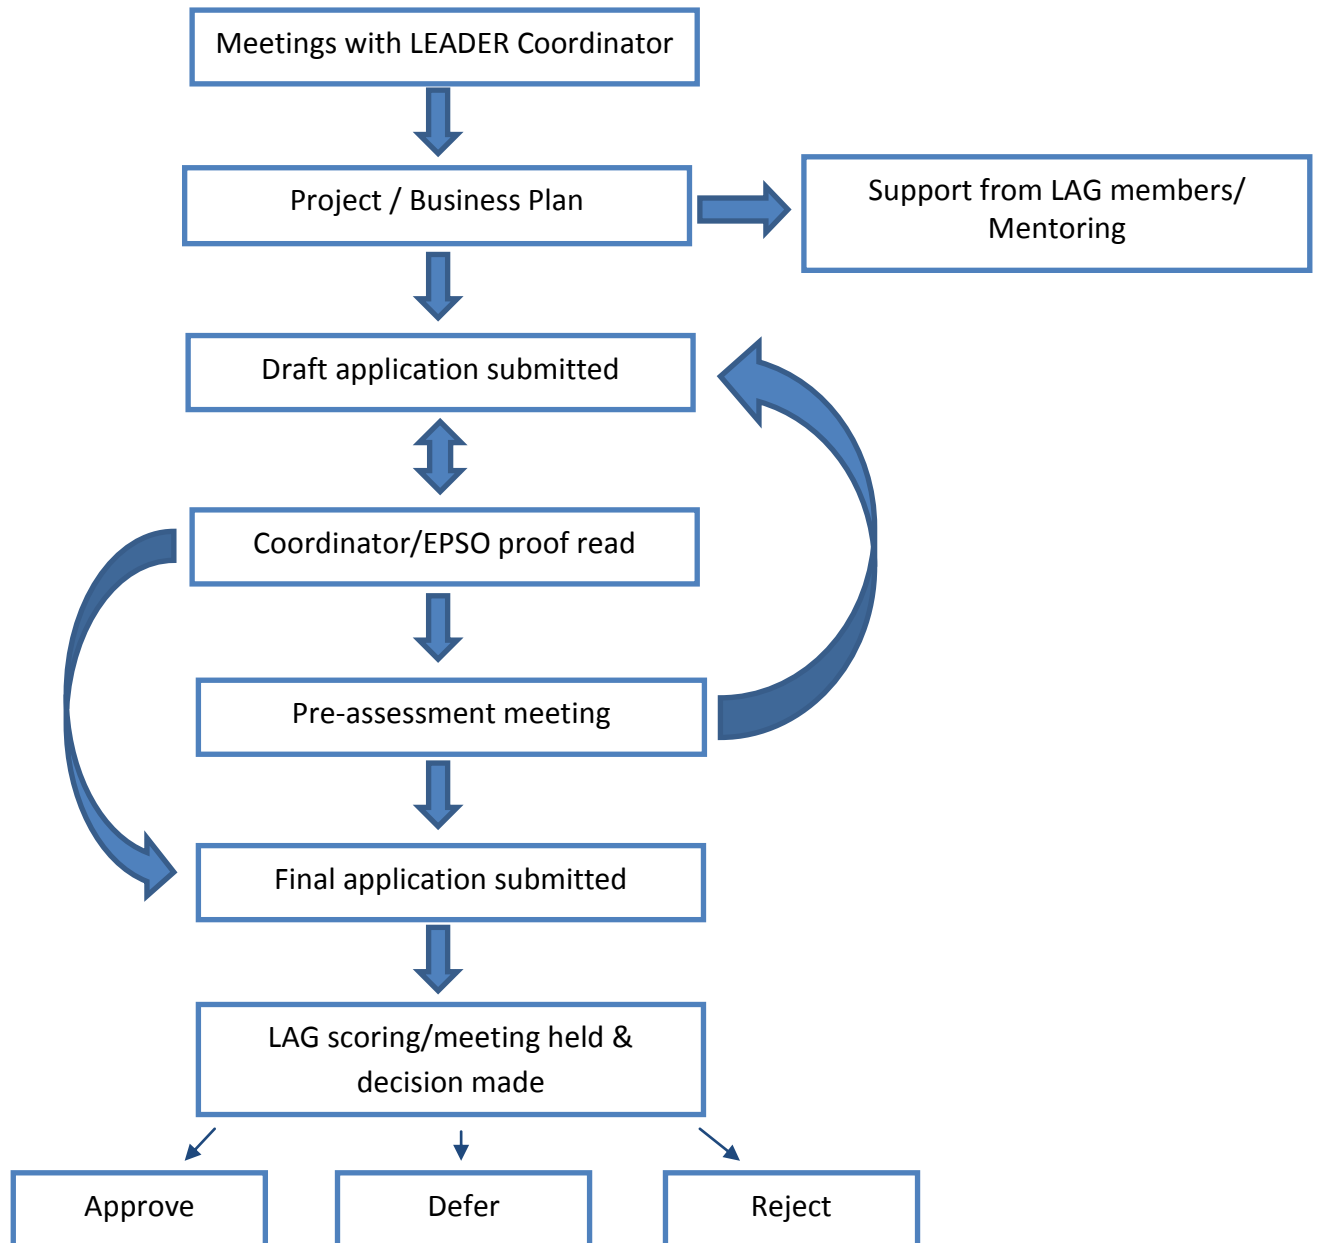 Meetings with LEADER Coordinator
Project / Business Plan
Support from LAG members/
Mentoring
Draft application submitted
Coordinator/EPSO proof read
Pre-assessment meeting
Final application submitted
LAG scoring/meeting held &
decision made
Approve
Defer
Reject